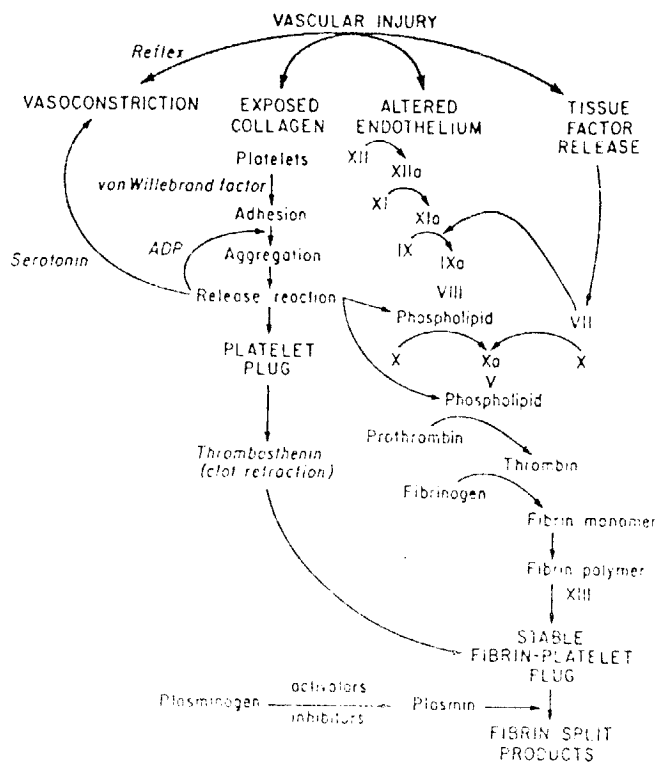 VASCULAR INJURY
Reflex
VASOCONSTRICTION
EXPOSED
COLLAGEN
ALTERED
ENDOTHELIUM
TISSUE
FACTOR
RELEASE
Platelets
von Willebrand factor
Adhesion
ADP
Aggregation
Serotonin
Release reaction
PLATELET
PLUG
Thrombosthenin
(clot retraction)
XII
XIIa
XI
XIa
IX
IXa
VIII
Phospholipid
VII
X
Xa
X
V
Phospholipid
Prothrombin
Thrombin
Fibrinogen
Fibrin monomer
Fibrin polymer
XIII
STABLE
FIBRIN-PLATELET
PLUG
Plasminogen
activators
inhibitors
Plasmin
FIBRIN SPLIT
PRODUCTS